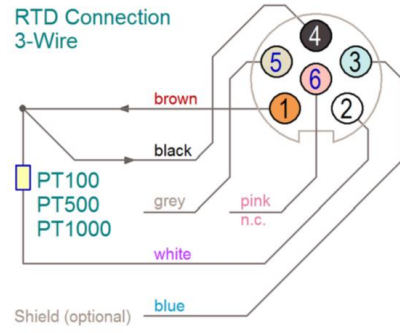 RTD Connection
3-Wire
4
5
3
6
1
2
brown
black
PT100
PT500
PT1000
grey
pink
n.c.
white
blue
Shield (optional)